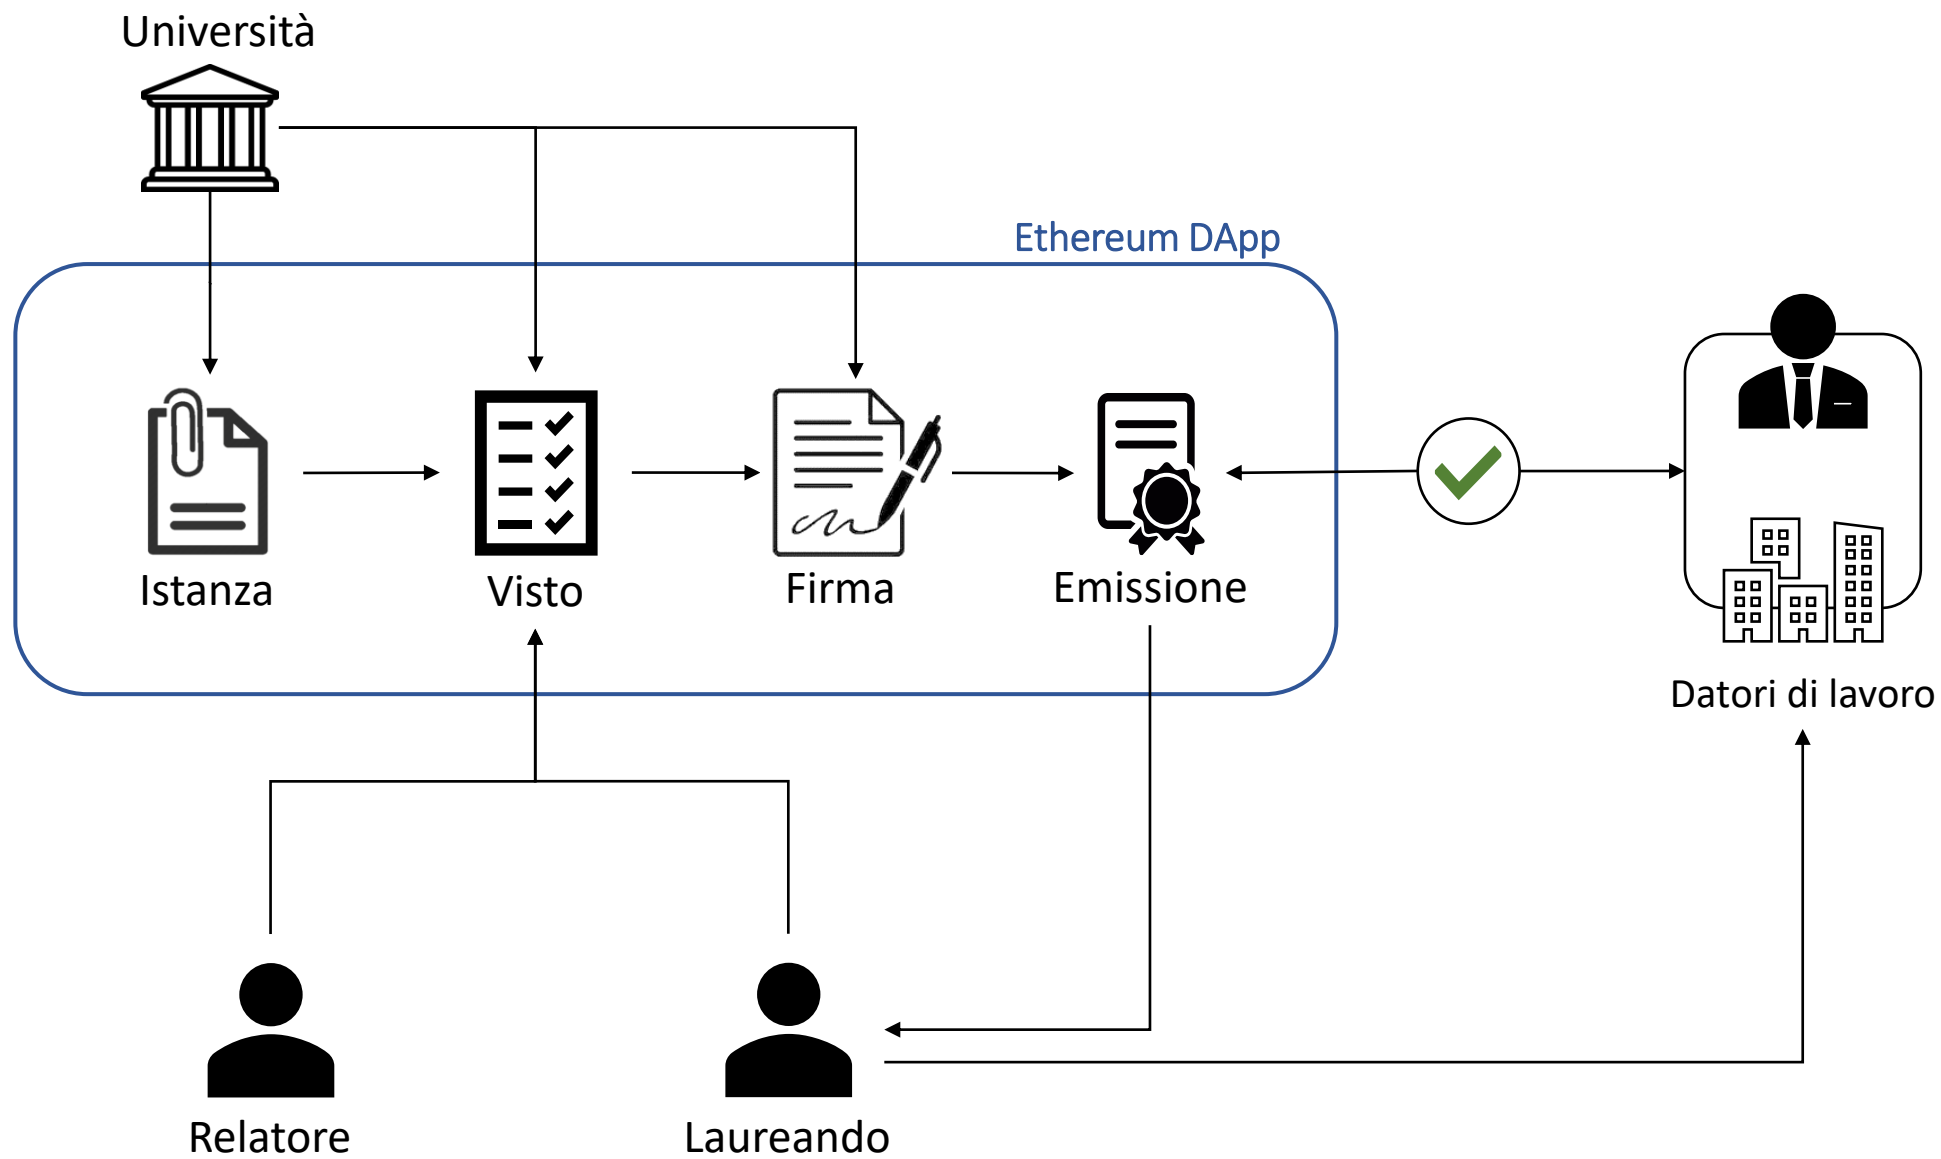 Università
Ethereum DApp
Istanza
Visto
Firma
Emissione
Datori di lavoro
Relatore
Laureando